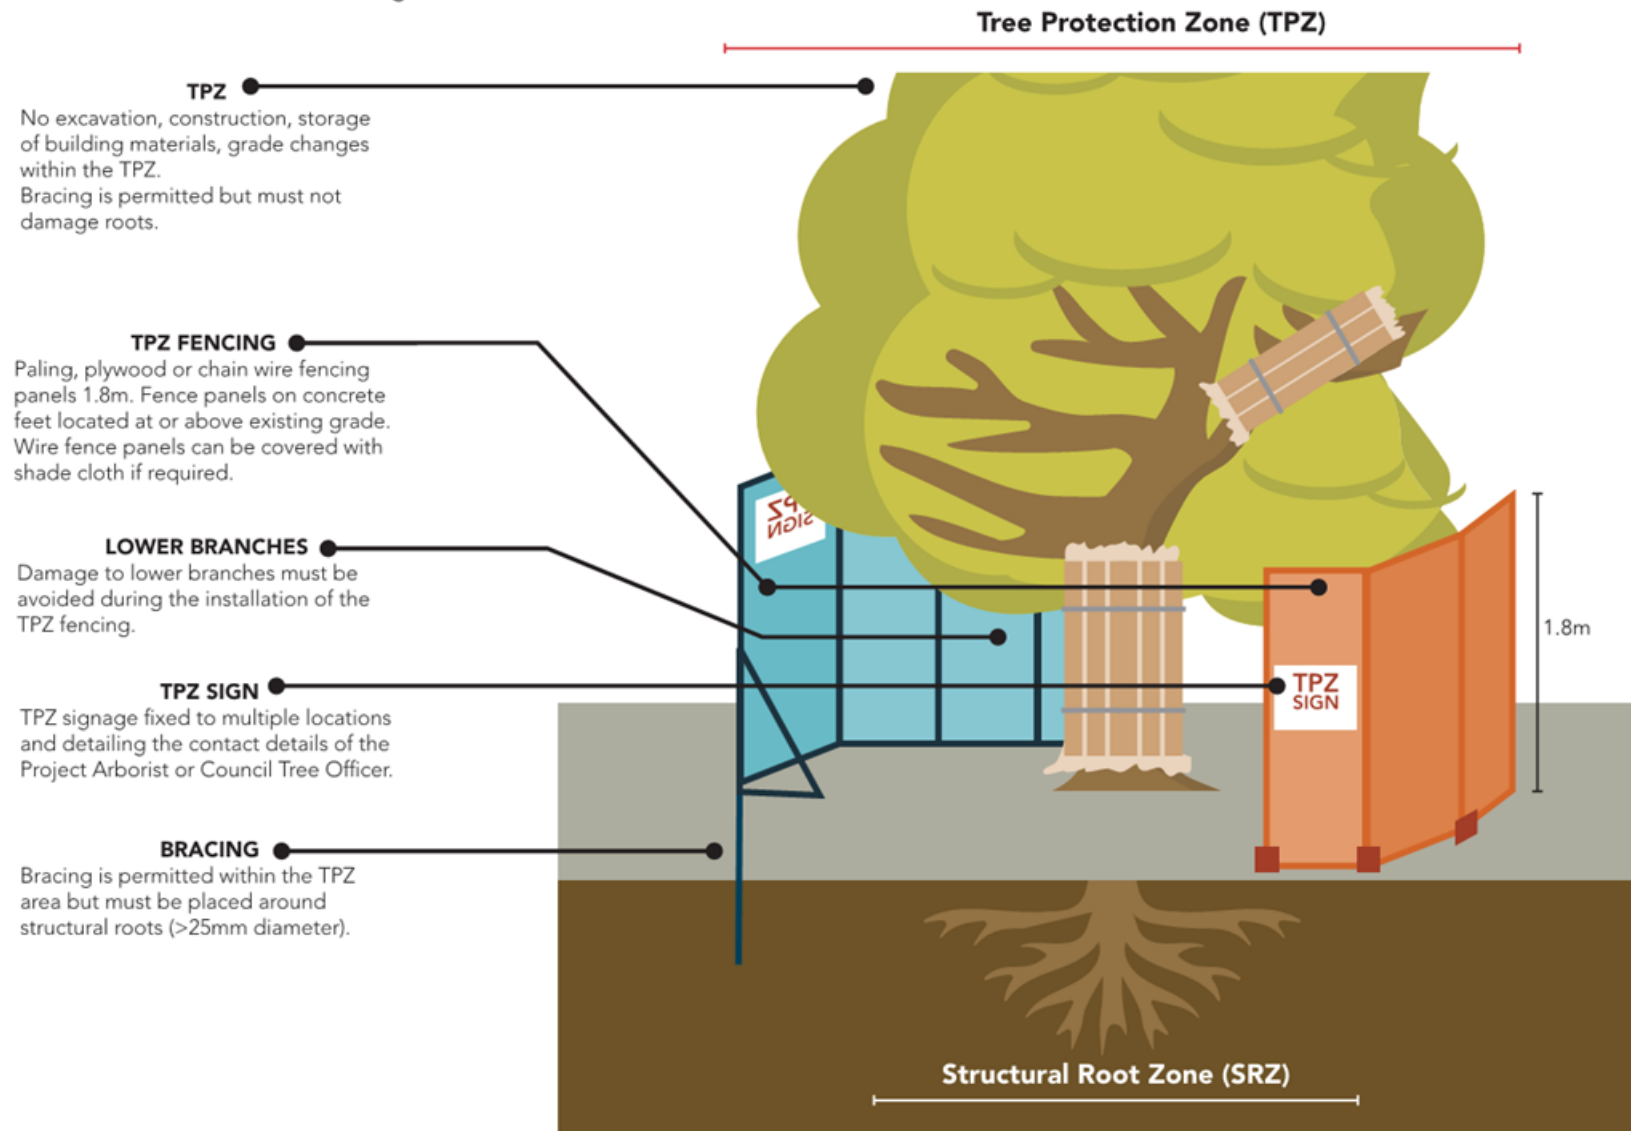 Tree Protection Zone (TPZ)
TPZ
No excavation, construction, storage
of building materials, grade changes
within the TPZ.
Bracing is permitted but must not
damage roots.
TPZ FENCING
Paling, plywood or chain wire fencing
panels 1.8m. Fence panels on concrete
feet located at or above existing grade.
Wire fence panels can be covered with
shade cloth if required.
LOWER BRANCHES
Damage to lower branches must be
avoided during the installation of the
TPZ fencing.
TPZ SIGN
TPZ signage fixed to multiple locations
and detailing the contact details of the
Project Arborist or Council Tree Officer.
BRACING
Bracing is permitted within the TPZ
area but must be placed around
structural roots (>25mm diameter).
TPZ
SIGN
TPZ
SIGN
1.8m
Structural Root Zone (SRZ)